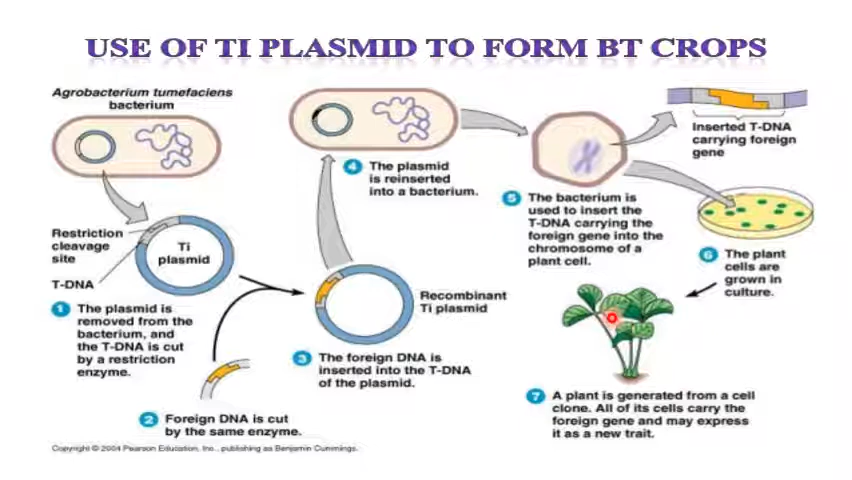 USE OF TI PLASMID TO FORM BT CROPS
Agrobacterium tumefaciens
bacterium
Restriction
cleavage
site
T-DNA
Ti
plasmid
1 The plasmid is
removed from the
bacterium, and
the T-DNA is cut
by a restriction
enzyme.
2 Foreign DNA is cut
by the same enzyme.
Recombinant
Ti plasmid
3 The foreign DNA is
inserted into the T-DNA
of the plasmid.
4 The plasmid
is reinserted
into a bacterium.
5 The bacterium is
used to insert the
T-DNA carrying the
foreign gene into the
chromosome of a
plant cell.
Inserted T-DNA
carrying foreign
gene
6 The plant
cells are
grown in
culture.
7 A plant is generated from a cell
clone. All of its cells carry the
foreign gene and may express
it as a new trait.
Copyright © 2004 Pearson Education, Inc., publishing as Benjamin Cummings.